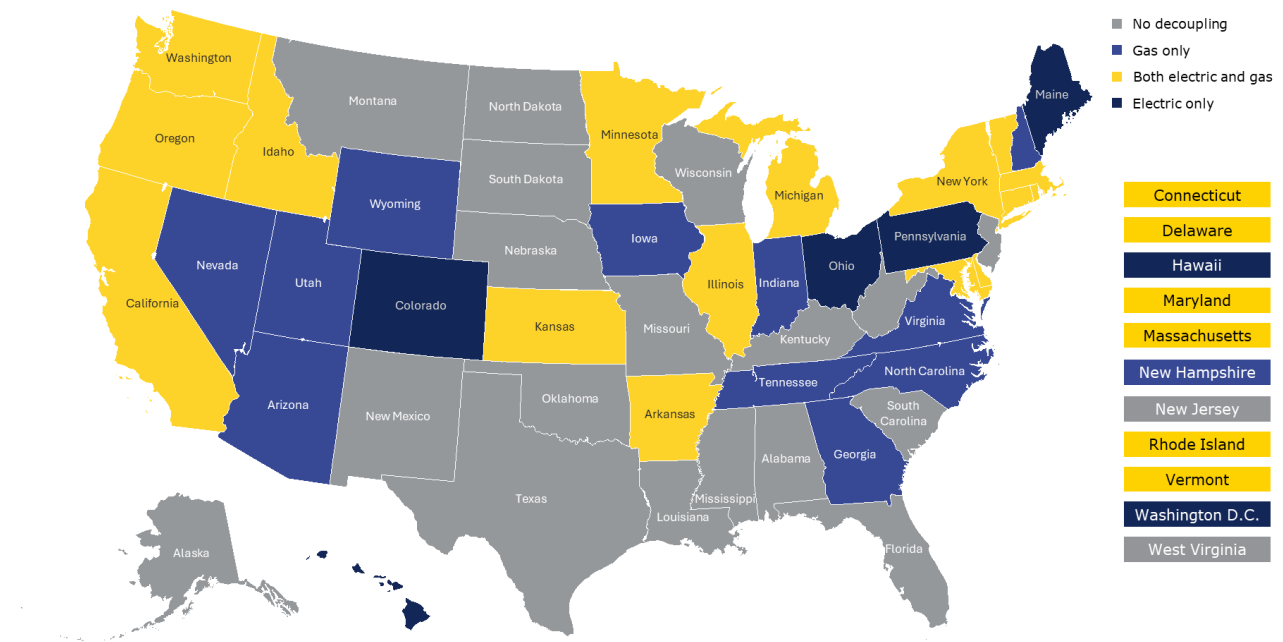 No decoupling
Gas only
Both electric and gas
Electric only
Washington
Maine
Montana
North Dakota
Minnesota
Oregon
Idaho
Wisconsin
South Dakota
New York
Michigan
Wyoming
Connecticut
Delaware
Hawaii
Maryland
Massachusetts
New Hampshire
New Jersey
Rhode Island
Vermont
Washington D.C.
West Virginia
Iowa
Pennsylvania
Nebraska
Nevada
Ohio
Utah
Illinois
Indiana
California
Colorado
Kansas
Missouri
Virginia
Kentucky
North Carolina
Tennessee
Oklahoma
Arizona
New Mexico
Arkansas
South
Carolina
Georgia
Alabama
Texas
Mississippi
Louisiana
Alaska
Florida